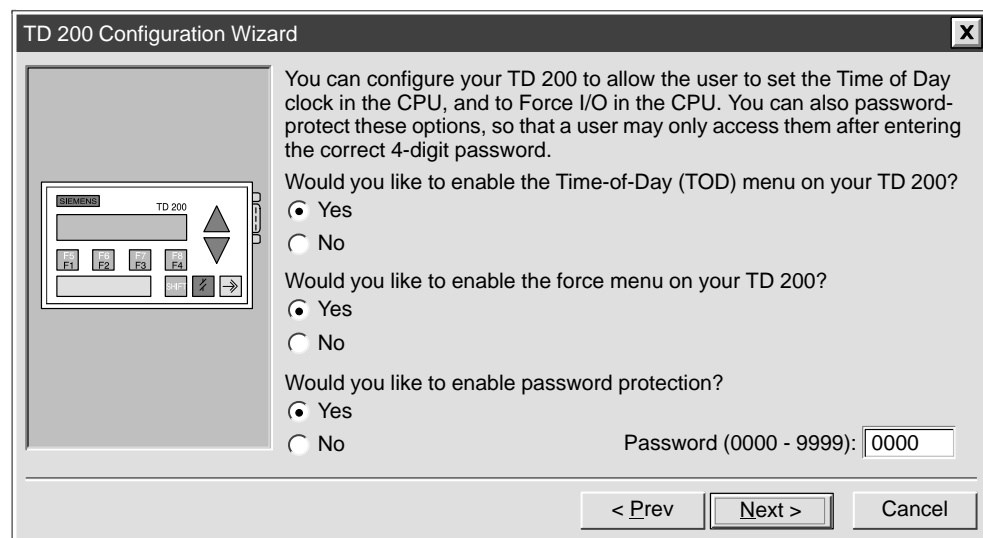 TD 200 Configuration Wizard
X
You can configure your TD 200 to allow the user to set the Time of Day
clock in the CPU, and to Force I/O in the CPU. You can also password-
protect these options, so that a user may only access them after entering
the correct 4-digit password.
Would you like to enable the Time-of-Day (TOD) menu on your TD 200?
Yes
No
Would you like to enable the force menu on your TD 200?
Yes
No
Would you like to enable password protection?
Yes
No
Password (0000 - 9999): 0000
SIEMENS
TD 200
F5 F6 F7 F8
F1 F2 F3 F4
SHIFT
< Prev Next > Cancel